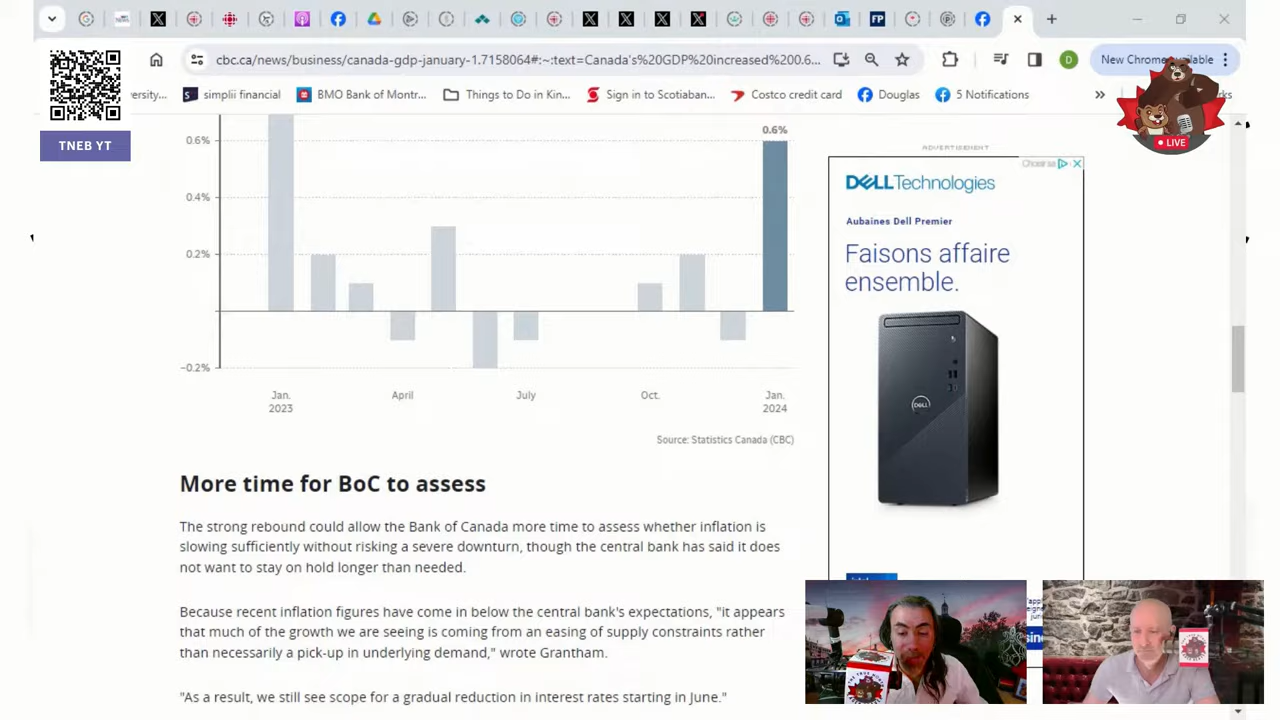 cbc.ca/news/business/canada-gdp-january-1.7158064#:~:text=Canada's%20GDP%20increased%200.6...
New Chrome available
versity...
simplii financial
BMO Bank of Montr...
Things to Do in Kin...
Sign in to Scotiaban...
Costco credit card
Douglas
5 Notifications
»
TNEB YT
LIVE
0.6%
0.6%
0.4%
0.2%
−0.2%
Jan.
2023
April
July
Oct.
Jan.
2024
Source: Statistics Canada (CBC)
ADVERTISEMENT
DELL Technologies
Aubaines Dell Premier
Faisons affaire
ensemble.
DELL
More time for BoC to assess
The strong rebound could allow the Bank of Canada more time to assess whether inflation is
slowing sufficiently without risking a severe downturn, though the central bank has said it does
not want to stay on hold longer than needed.
Because recent inflation figures have come in below the central bank's expectations, "it appears
that much of the growth we are seeing is coming from an easing of supply constraints rather
than necessarily a pick-up in underlying demand," wrote Grantham.
"As a result, we still see scope for a gradual reduction in interest rates starting in June."